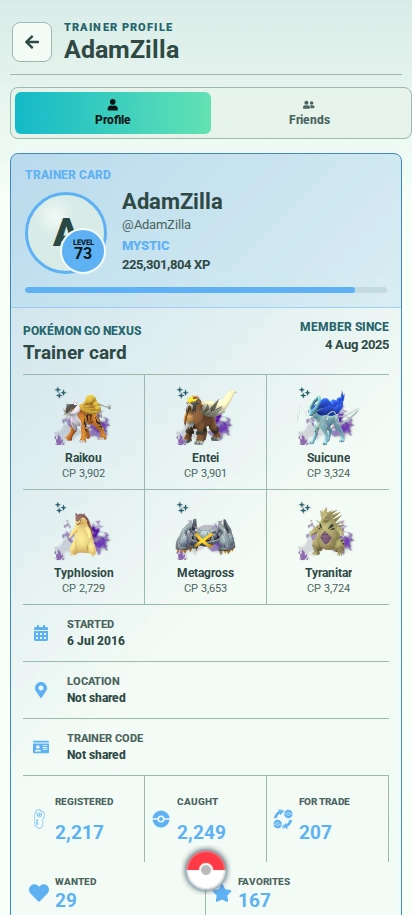 TRAINER PROFILE
AdamZilla
Profile
Friends
TRAINER CARD
A
LEVEL
73
AdamZilla
@AdamZilla
MYSTIC
225,301,804 XP
POKÉMON GO NEXUS
Trainer card
MEMBER SINCE
4 Aug 2025
Raikou
CP 3,902
Entei
CP 3,901
Suicune
CP 3,324
Typhlosion
CP 2,729
Metagross
CP 3,653
Tyranitar
CP 3,724
STARTED
6 Jul 2016
LOCATION
Not shared
TRAINER CODE
Not shared
REGISTERED
2,217
CAUGHT
2,249
FOR TRADE
207
WANTED
29
FAVORITES
167